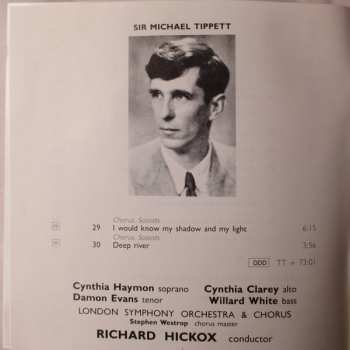 SIR MICHAEL TIPPETT
Chorus, Soloists
29 I would know my shadow and my light 6:15
Chorus, Soloists
30 Deep river 3:56
DDD TT = 73:01
Cynthia Haymon soprano Cynthia Clarey alto
Damon Evans tenor Willard White bass
LONDON SYMPHONY ORCHESTRA & CHORUS
Stephen Westrop chorus master
RICHARD HICKOX conductor